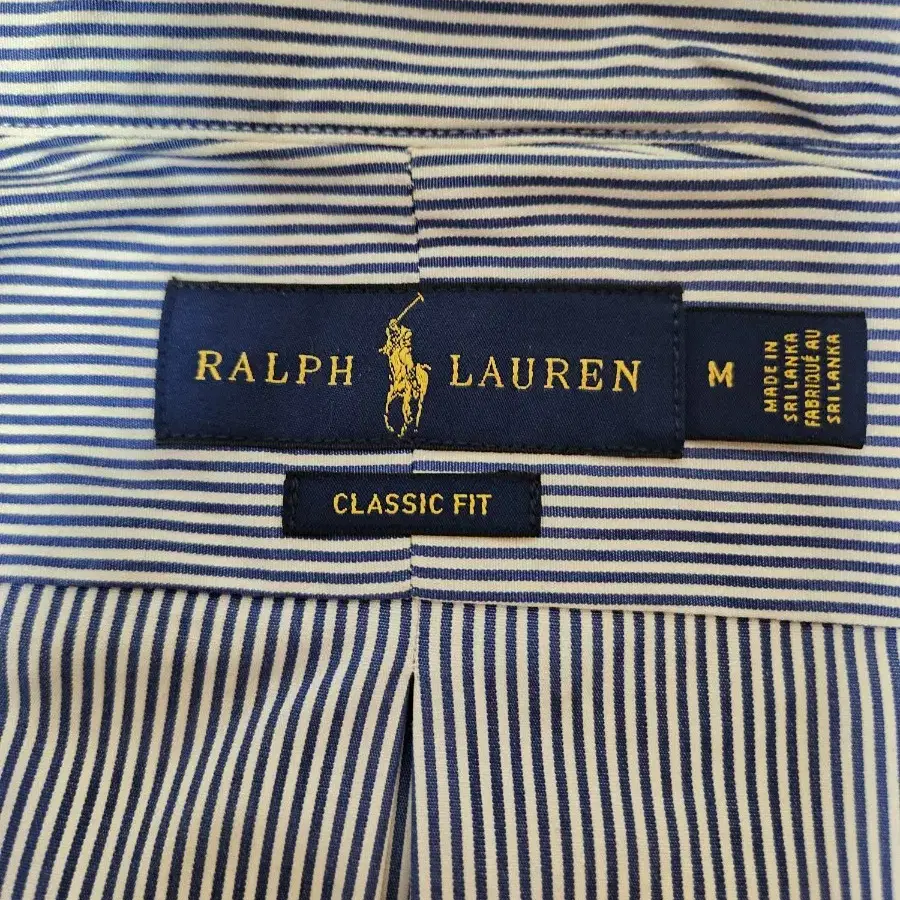 RALPH LAUREN
M
MADE IN
SRI LANKA
FABRIQUÉ AU
SRI LANKA
CLASSIC FIT